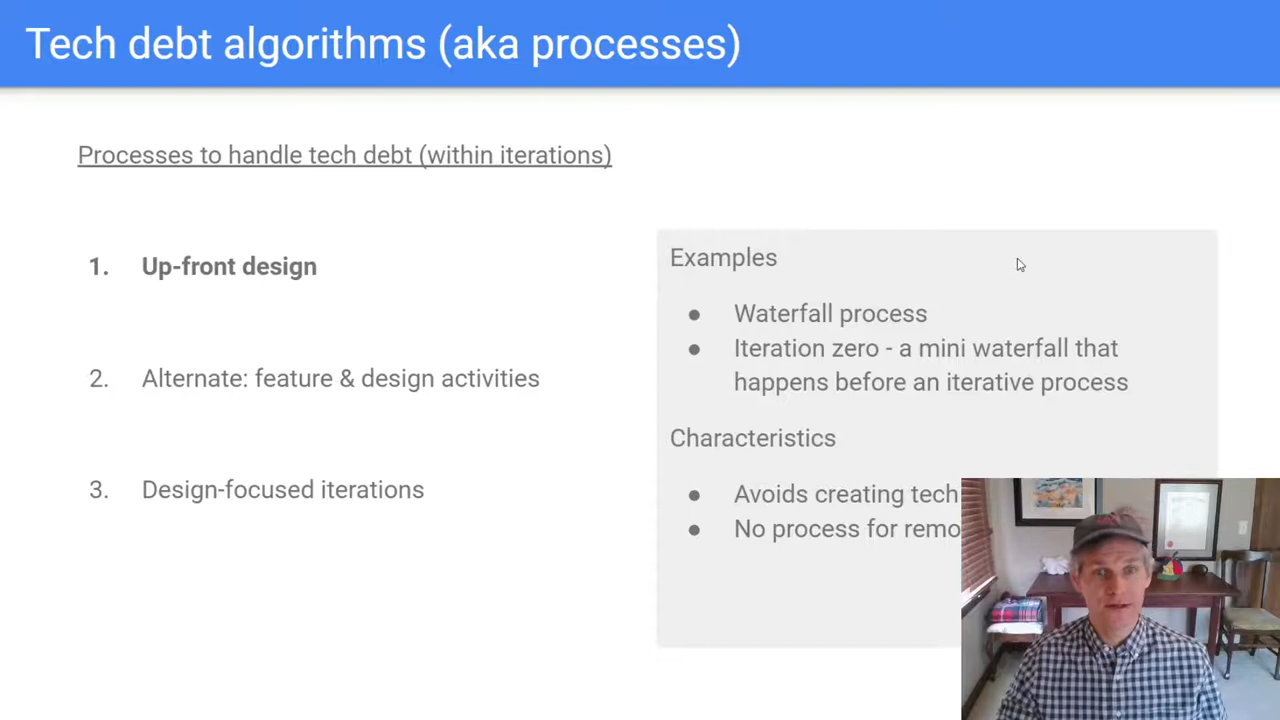 Tech debt algorithms (aka processes)
Processes to handle tech debt (within iterations)
1. Up-front design
2. Alternate: feature & design activities
3. Design-focused iterations
Examples
● Waterfall process
● Iteration zero - a mini waterfall that
happens before an iterative process
Characteristics
● Avoids creating tech
● No process for